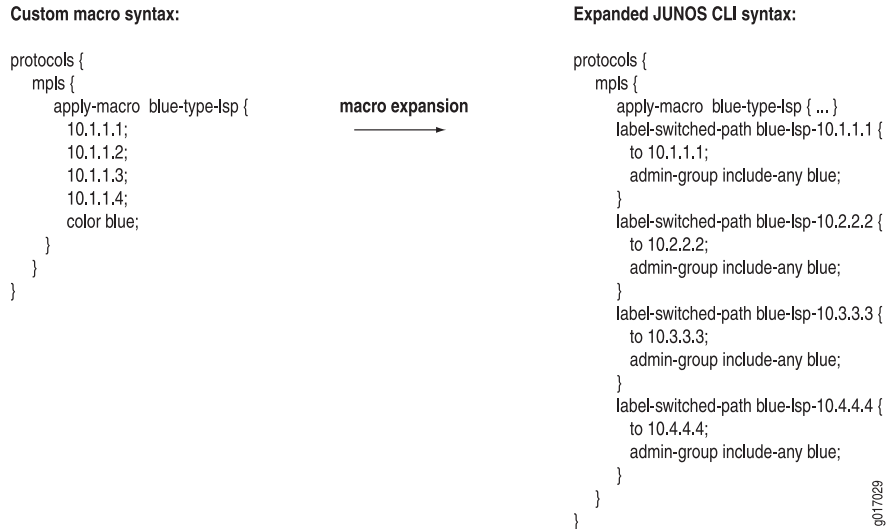 Custom macro syntax:
protocols {
mpls {
apply-macro blue-type-lsp {
10.1.1.1;
10.1.1.2;
10.1.1.3;
10.1.1.4;
color blue;
}
}
}
macro expansion
Expanded JUNOS CLI syntax:
protocols {
mpls {
apply-macro blue-type-lsp { ... }
label-switched-path blue-lsp-10.1.1.1 {
to 10.1.1.1;
admin-group include-any blue;
}
label-switched-path blue-lsp-10.2.2.2 {
to 10.2.2.2;
admin-group include-any blue;
}
label-switched-path blue-lsp-10.3.3.3 {
to 10.3.3.3;
admin-group include-any blue;
}
label-switched-path blue-lsp-10.4.4.4 {
to 10.4.4.4;
admin-group include-any blue;
}
}
}
g017029